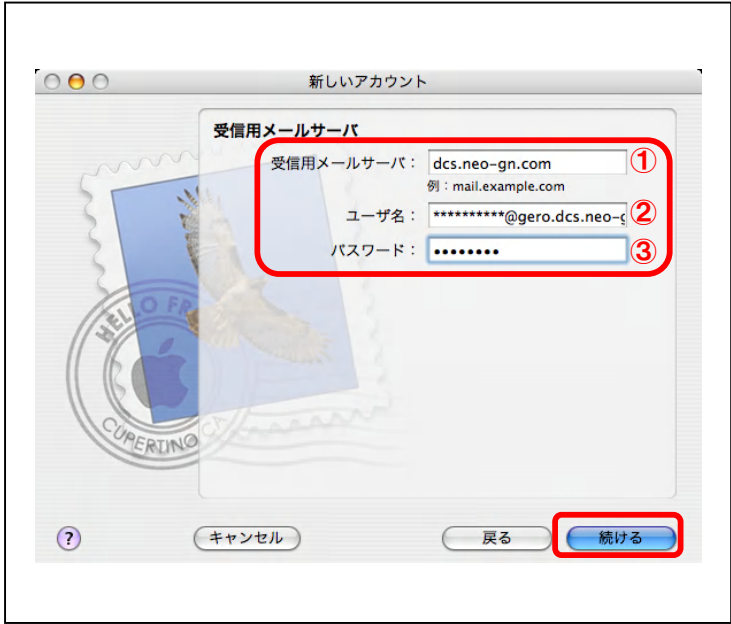 新しいアカウント
受信用メールサーバ
受信用メールサーバ： dcs.neo-gn.com ①
例：mail.example.com
ユーザ名： **********@gero.dcs.neo-g ②
パスワード： •••••••• ③
HELLO FR
CUPERTINO CA
? キャンセル 戻る 続ける